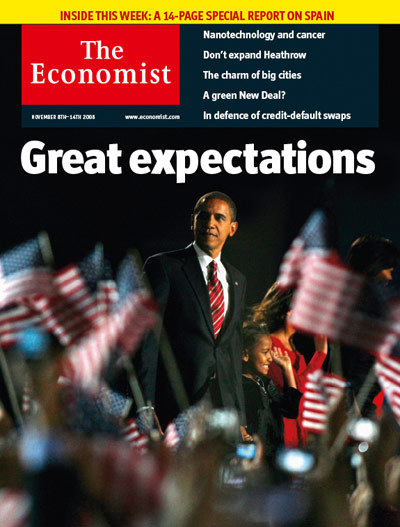 INSIDE THIS WEEK: A 14-PAGE SPECIAL REPORT ON SPAIN
The
Economist
NOVEMBER 8TH–14TH 2008
www.economist.com
Nanotechnology and cancer
Don't expand Heathrow
The charm of big cities
A green New Deal?
In defence of credit-default swaps
Great expectations